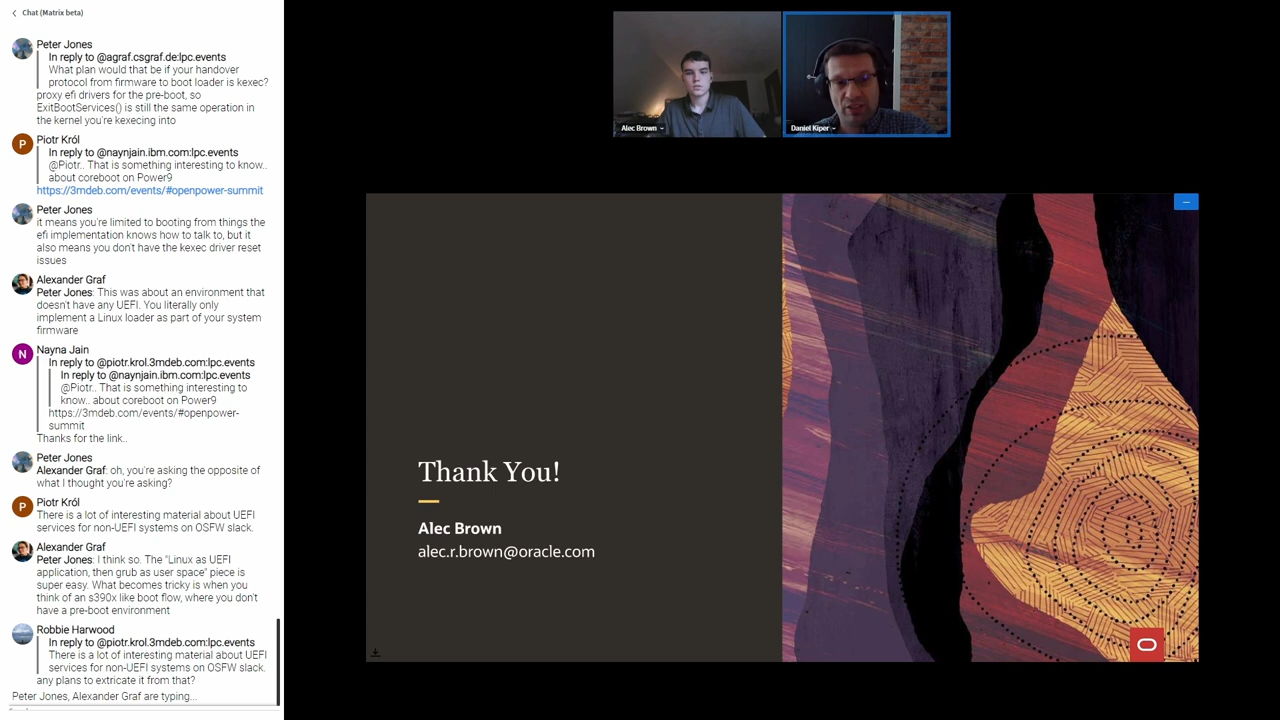 Chat (Matrix beta)
Peter Jones
In reply to @agraf.csgraf.de:lpc.events
What plan would that be if your handover
protocol from firmware to boot loader is kexec?
proxy efi drivers for the pre-boot, so
ExitBootServices() is still the same operation in
the kernel you're kexecing into
P
Piotr Król
In reply to @naynjain.ibm.com:lpc.events
@Piotr.. That is something interesting to know..
about coreboot on Power9
https://3mdeb.com/events/#openpower-summit
Peter Jones
it means you're limited to booting from things the
efi implementation knows how to talk to, but it
also means you don't have the kexec driver reset
issues
Alexander Graf
Peter Jones: This was about an environment that
doesn't have any UEFI. You literally only
implement a Linux loader as part of your system
firmware
N
Nayna Jain
In reply to @piotr.krol.3mdeb.com:lpc.events
In reply to @naynjain.ibm.com:lpc.events
@Piotr.. That is something interesting to
know.. about coreboot on Power9
https://3mdeb.com/events/#openpower-
summit
Thanks for the link..
Peter Jones
Alexander Graf: oh, you're asking the opposite of
what I thought you're asking?
P
Piotr Król
There is a lot of interesting material about UEFI
services for non-UEFI systems on OSFW slack.
Alexander Graf
Peter Jones: I think so. The "Linux as UEFI
application, then grub as user space" piece is
super easy. What becomes tricky is when you
think of an s390x like boot flow, where you don't
have a pre-boot environment
Robbie Harwood
In reply to @piotr.krol.3mdeb.com:lpc.events
There is a lot of interesting material about UEFI
services for non-UEFI systems on OSFW slack.
any plans to extricate it from that?
Peter Jones, Alexander Graf are typing...
Alec Brown
Daniel Kiper
Thank You!
Alec Brown
alec.r.brown@oracle.com